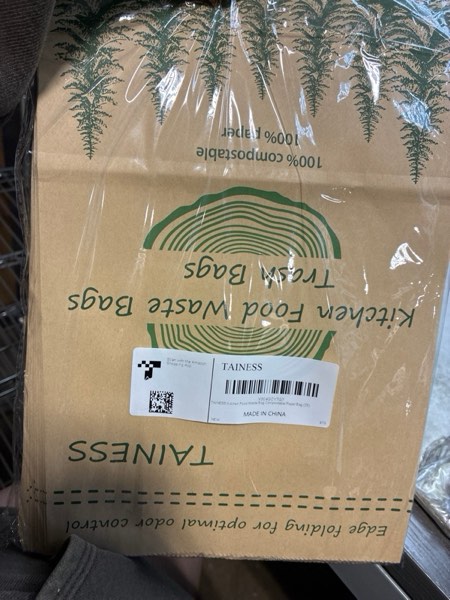 Edge folding for optimal odor control
TAINESS
Kitchen Food Waste Bags
Trash Bags
100% compostable
100% paper
TAINESS
MADE IN CHINA